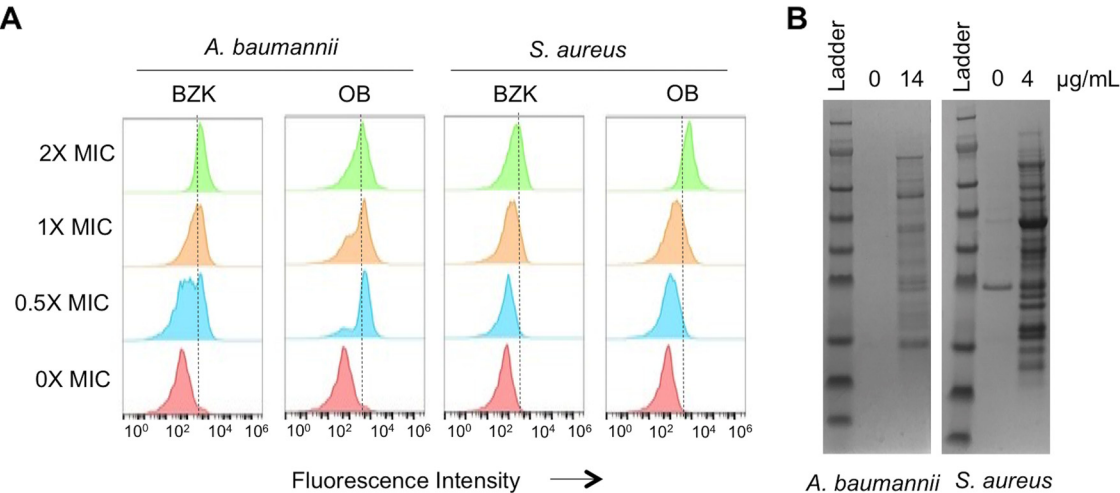 A
A. baumannii
S. aureus
BZK
OB
BZK
OB
2X MIC
1X MIC
0.5X MIC
0X MIC
10⁰ 10² 10⁴ 10⁶
10⁰ 10² 10⁴ 10⁶
10⁰ 10² 10⁴ 10⁶
10⁰ 10² 10⁴ 10⁶
Fluorescence Intensity
B
Ladder
0 14
Ladder
0 4 µg/mL
A. baumannii
S. aureus